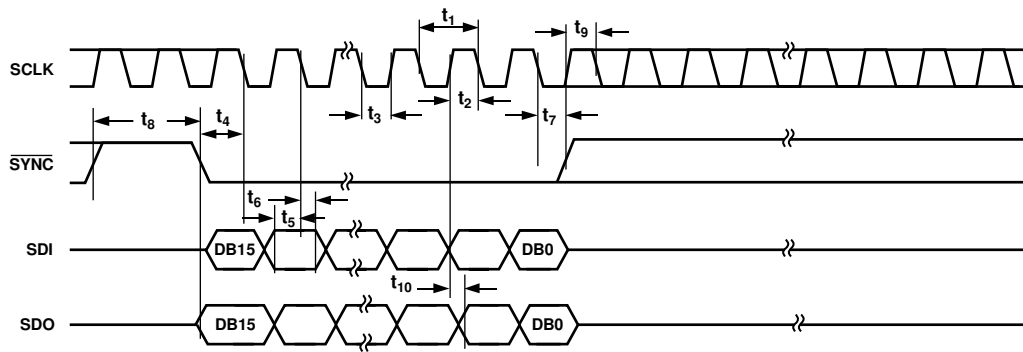 t1
t9
SCLK
t2
t3
t7
t8
t4
SYNC
t6
t5
SDI
DB15
DB0
t10
SDO
DB15
DB0